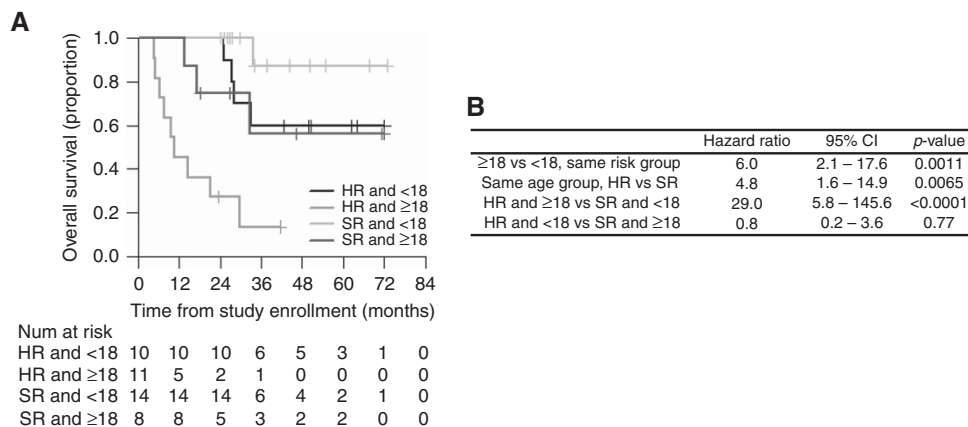 A
Overall survival (proportion)
1.0
0.8
0.6
0.4
0.2
HR and <18
HR and ≥18
SR and <18
SR and ≥18
0 12 24 36 48 60 72 84
Time from study enrollment (months)
Num at risk
HR and <18 10 10 10 6 5 3 1 0
HR and ≥18 11 5 2 1 0 0 0 0
SR and <18 14 14 14 6 4 2 1 0
SR and ≥18 8 8 5 3 2 2 0 0
B
Hazard ratio 95% CI p-value
≥18 vs <18, same risk group 6.0 2.1 – 17.6 0.0011
Same age group, HR vs SR 4.8 1.6 – 14.9 0.0065
HR and ≥18 vs SR and <18 29.0 5.8 – 145.6 <0.0001
HR and <18 vs SR and ≥18 0.8 0.2 – 3.6 0.77